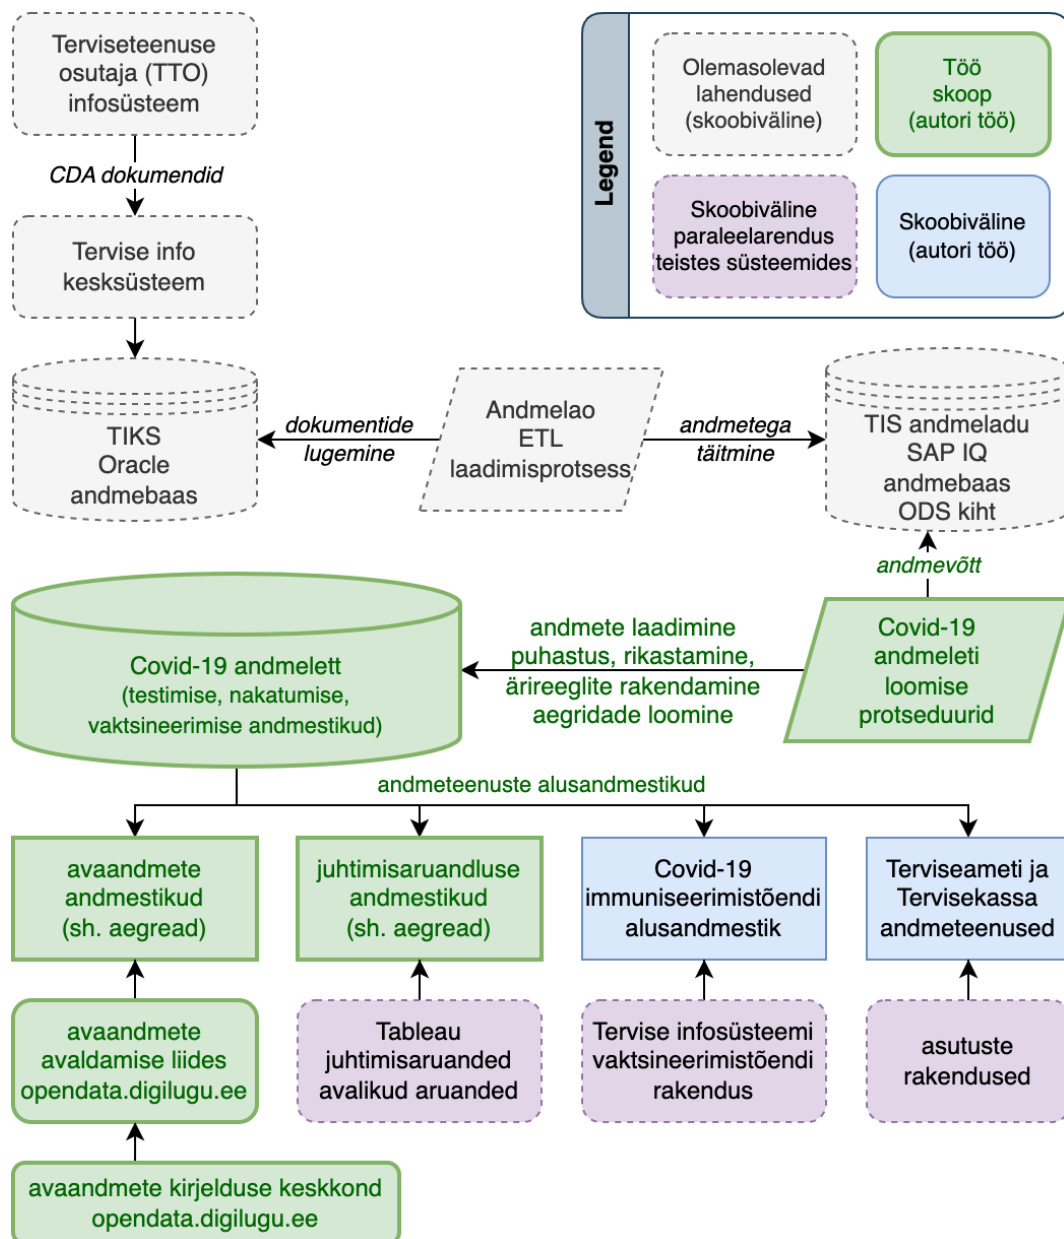 Terviseteenuse
osutaja (TTO)
infosüsteem
CDA dokumendid
Tervise info
kesksüsteem
Legend
Olemasolevad
lahendused
(skoobiväline)
Töö
skoop
(autori töö)
Skoobiväline
paraleelarendus
teistes süsteemides
Skoobiväline
(autori töö)
TIKS
Oracle
andmebaas
dokumentide
lugemine
Andmelao
ETL
laadimisprotsess
andmetega
täitmine
TIS andmeladu
SAP IQ
andmebaas
ODS kiht
andmevõtt
Covid-19 andmelett
(testimise, nakatumise,
vaktsineerimise andmestikud)
andmete laadimine
puhastus, rikastamine,
ärireeglite rakendamine
aegridade loomine
Covid-19
andmeleti
loomise
protseduurid
andmeteenuste alusandmestikud
avaandmete
andmestikud
(sh. aegread)
juhtimisaruandluse
andmestikud
(sh. aegread)
Covid-19
immuniseerimistõendi
alusandmestik
Terviseameti ja
Tervisekassa
andmeteenused
avaandmete
avaldamise liides
opendata.digilugu.ee
Tableau
juhtimisaruanded
avalikud aruanded
Tervise infosüsteemi
vaktsineerimistõendi
rakendus
asutuste
rakendused
avaandmete kirjelduse keskkond
opendata.digilugu.ee